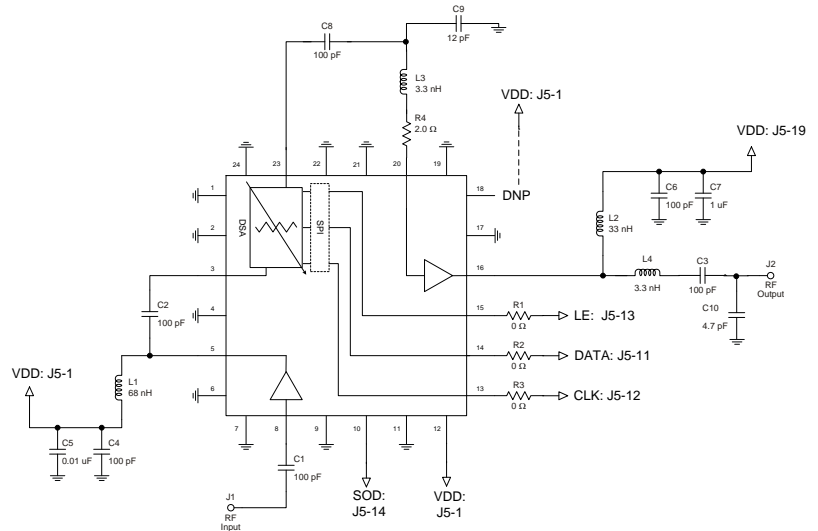 C8
100 pF
C9
12 pF
L3
3.3 nH
R4
2.0 Ω
VDD: J5-1
VDD: J5-19
24
23
22
21
20
19
1
2
3
4
5
6
18
DNP
17
16
15
14
13
DSA
SPI
C6
100 pF
C7
1 uF
L2
33 nH
L4
3.3 nH
C3
100 pF
J2
RF
Output
C10
4.7 pF
C2
100 pF
R1
0 Ω
LE: J5-13
R2
0 Ω
DATA: J5-11
R3
0 Ω
CLK: J5-12
VDD: J5-1
L1
68 nH
C5
0.01 uF
C4
100 pF
7
8
9
10
11
12
C1
100 pF
J1
RF
Input
SOD:
J5-14
VDD:
J5-1